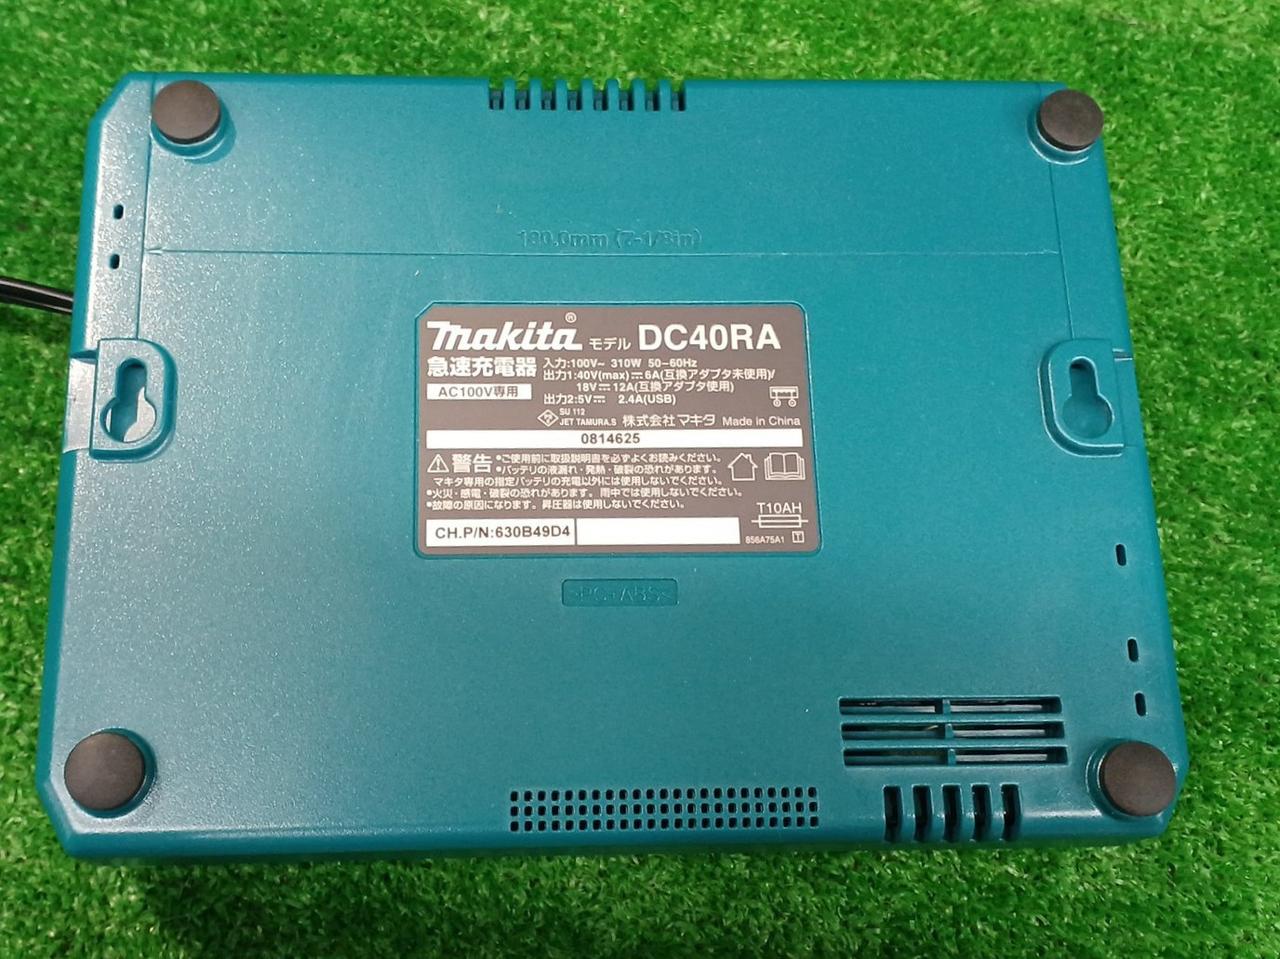 180.0mm (7-1/8in)
makita® モデル DC40RA
急速充電器
AC100V専用
入力:100V~ 310W 50-60Hz
出力1:40V(max)⎓6A(互換アダプタ未使用)/
18V⎓12A(互換アダプタ使用)
出力2:5V⎓ 2.4A(USB)
SU 112
JET TAMURA.S 株式会社マキタ Made in China
0814625
警告 •ご使用前に取扱説明書を必ずよくお読みください。
•バッテリの液漏れ・発熱・破裂の恐れがあります。
マキタ専用の指定バッテリの充電以外には使用しないでください。
•火災・感電・破裂の恐れがあります。雨中では使用しないでください。
•故障の原因になります。昇圧器は使用しないでください。
T10AH
CH.P/N:630B49D4
856A75A1 T
>PC+ABS<